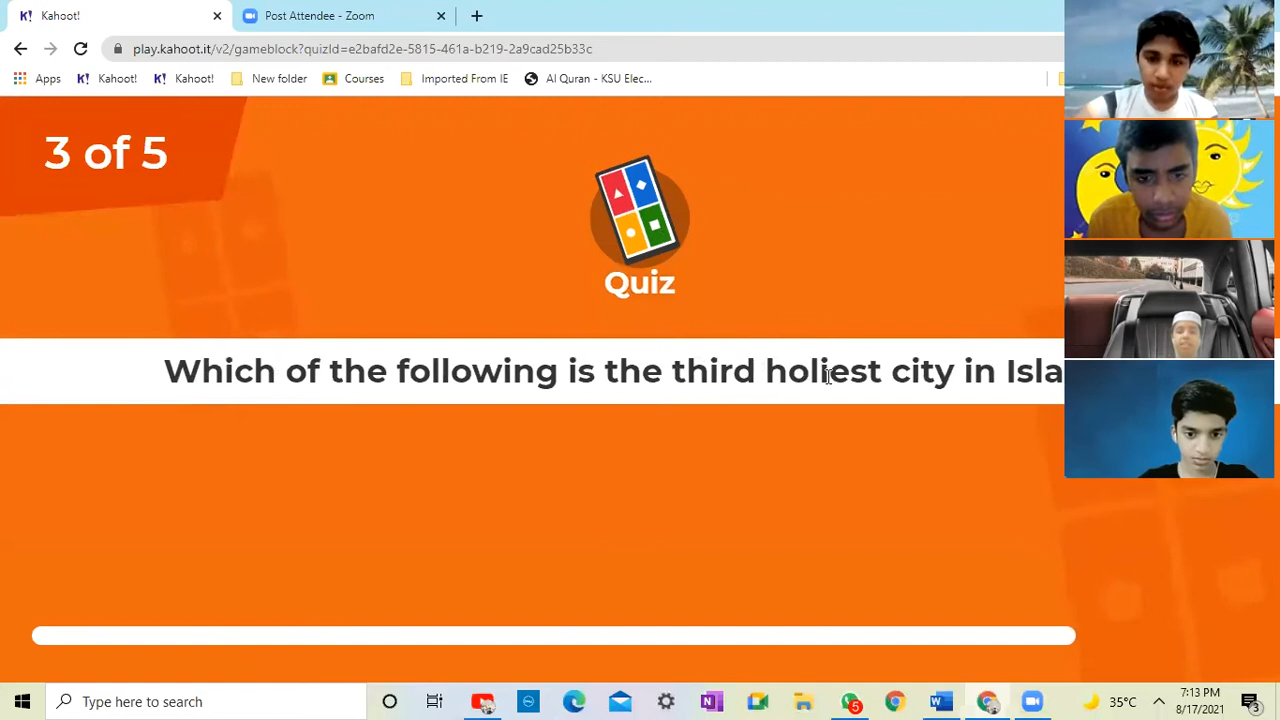 Kahoot!
Post Attendee - Zoom
play.kahoot.it/v2/gameblock?quizId=e2bafd2e-5815-461a-b219-2a9cad25b33c
Apps
Kahoot!
Kahoot!
New folder
Courses
Imported From IE
Al Quran - KSU Elec...
3 of 5
Quiz
Which of the following is the third holiest city in Isla
Type here to search
5
35°C
7:13 PM
8/17/2021
3